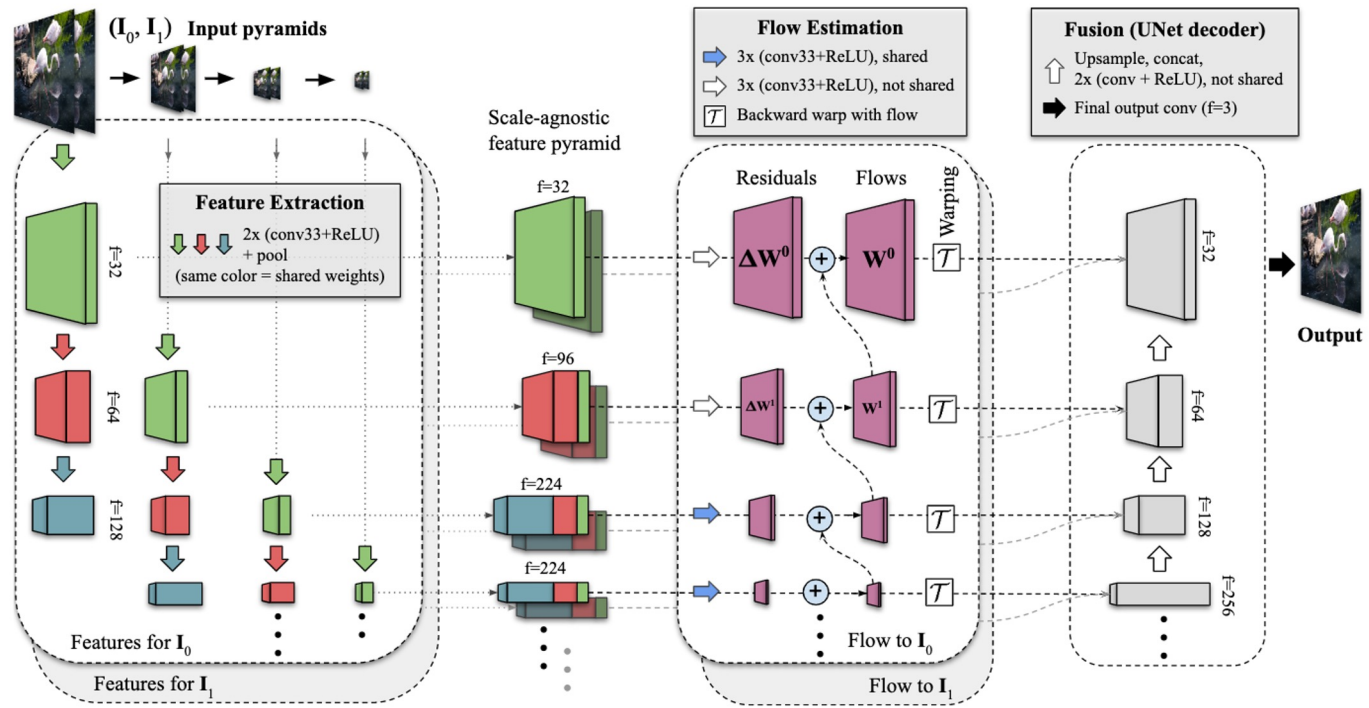 (I0, I1) Input pyramids
Feature Extraction
2x (conv33+ReLU)
+ pool
(same color = shared weights)
f=32
f=64
f=128
Features for I0
Features for I1
Scale-agnostic
feature pyramid
f=32
f=96
f=224
f=224
Flow Estimation
3x (conv33+ReLU), shared
3x (conv33+ReLU), not shared
T Backward warp with flow
Residuals Flows Warping
ΔW0 + W0 T
ΔW1 + W1 T
+ T
+ T
Flow to I0
Flow to I1
Fusion (UNet decoder)
Upsample, concat,
2x (conv + ReLU), not shared
Final output conv (f=3)
f=32
f=64
f=128
f=256
Output